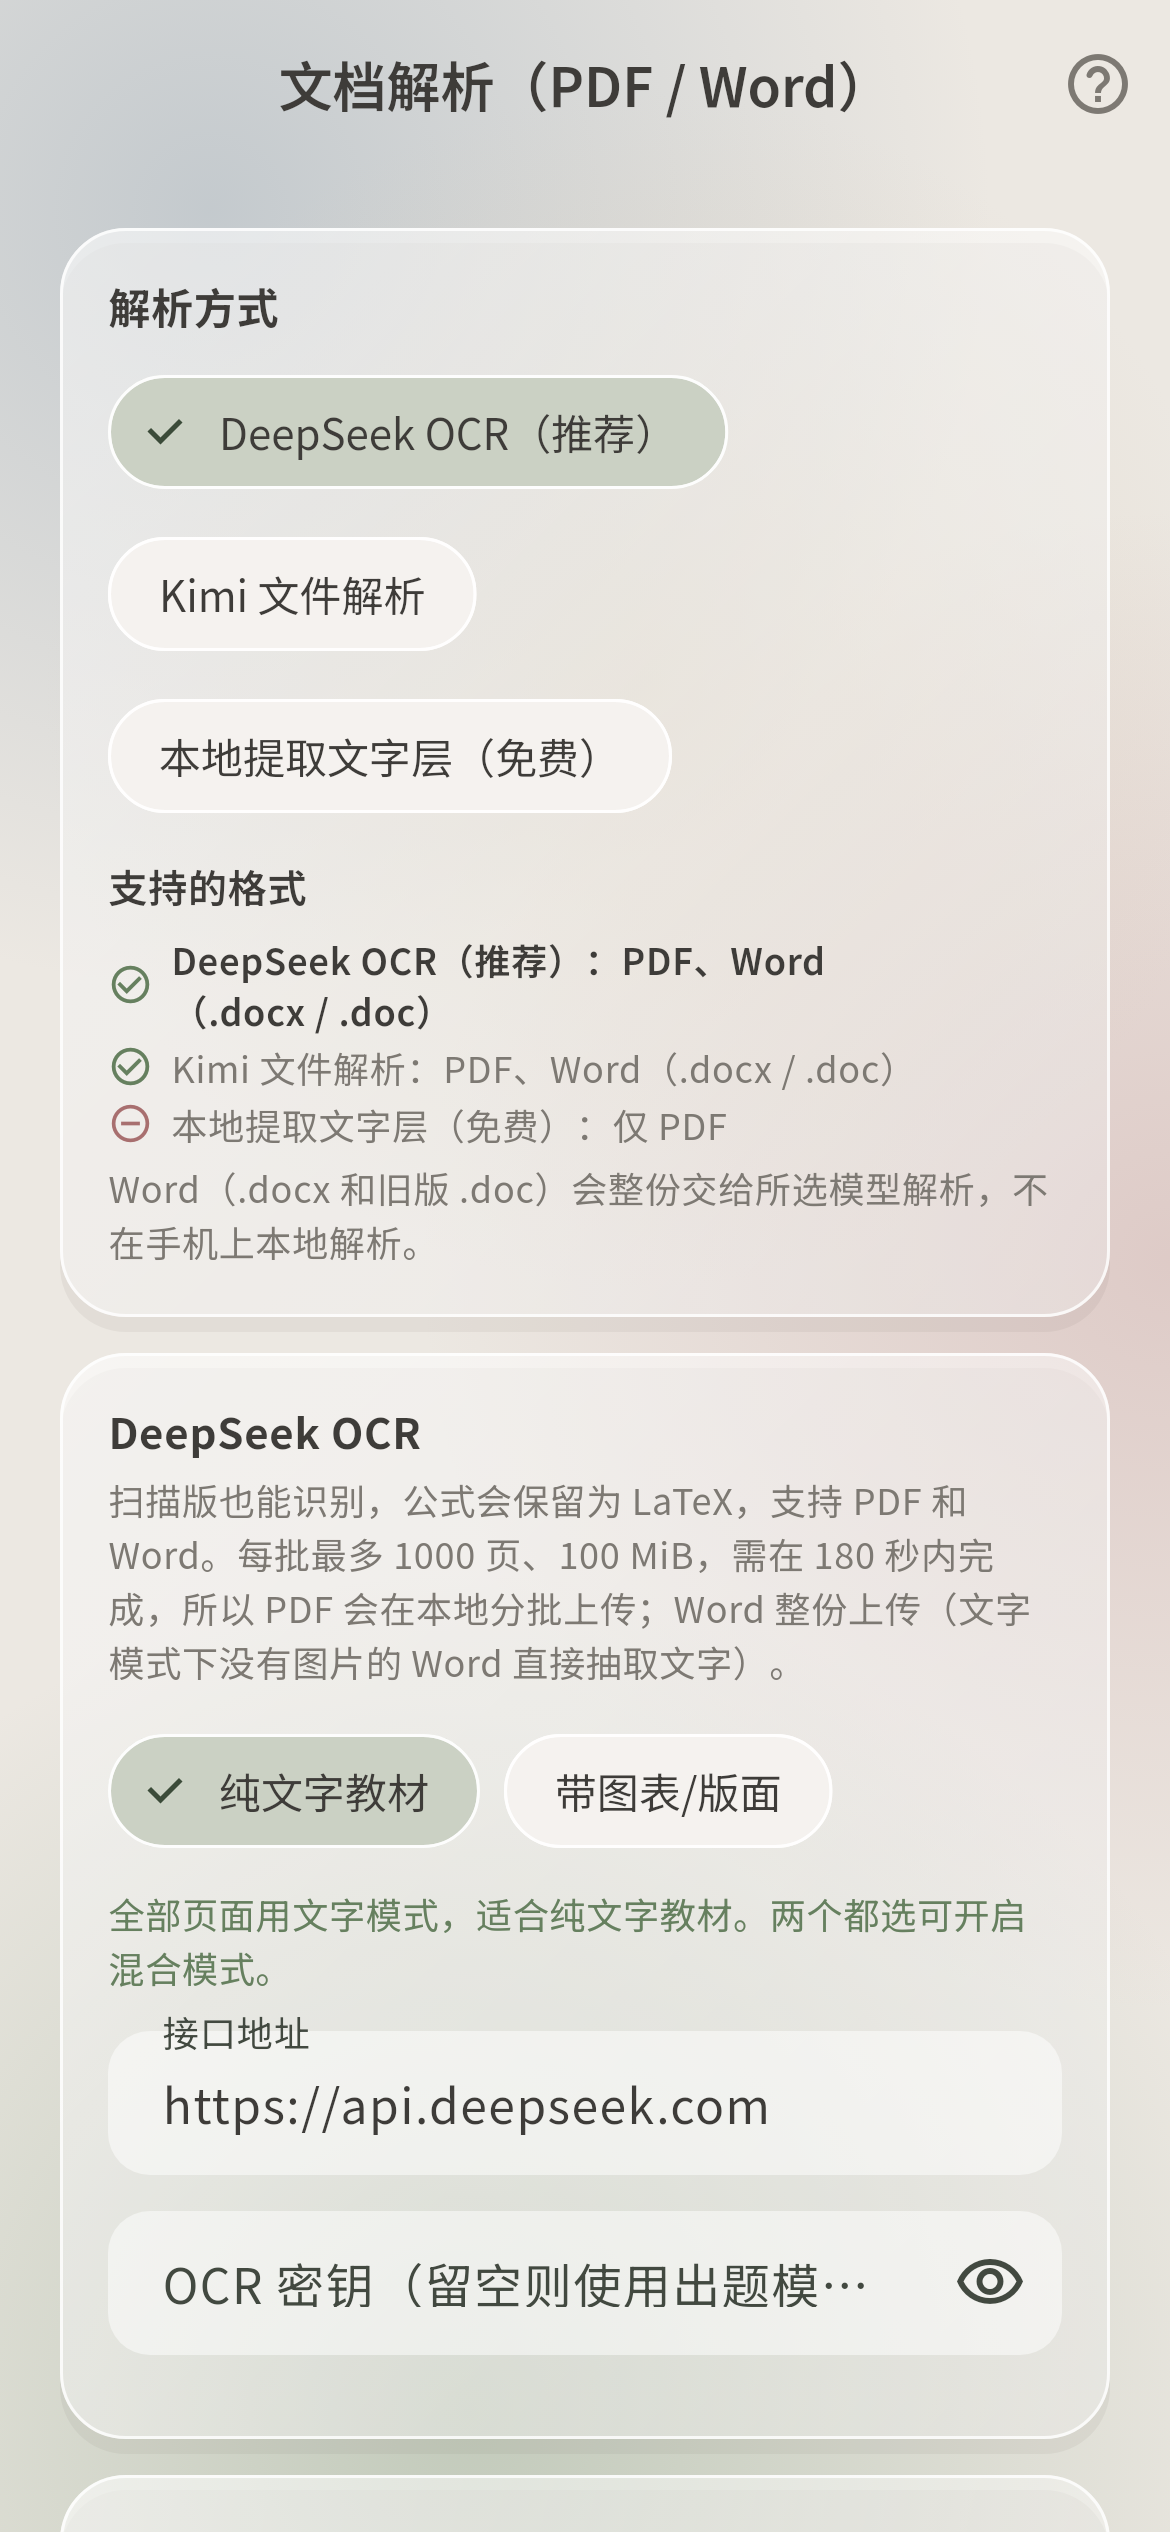 文档解析（PDF / Word）
解析方式
DeepSeek OCR（推荐）
Kimi 文件解析
本地提取文字层（免费）
支持的格式
DeepSeek OCR（推荐）：PDF、Word
（.docx / .doc）
Kimi 文件解析：PDF、Word（.docx / .doc）
本地提取文字层（免费）：仅 PDF
Word（.docx 和旧版 .doc）会整份交给所选模型解析，不
在手机上本地解析。
DeepSeek OCR
扫描版也能识别，公式会保留为 LaTeX，支持 PDF 和
Word。每批最多 1000 页、100 MiB，需在 180 秒内完
成，所以 PDF 会在本地分批上传；Word 整份上传（文字
模式下没有图片的 Word 直接抽取文字）。
纯文字教材
带图表/版面
全部页面用文字模式，适合纯文字教材。两个都选可开启
混合模式。
接口地址
https://api.deepseek.com
OCR 密钥（留空则使用出题模…